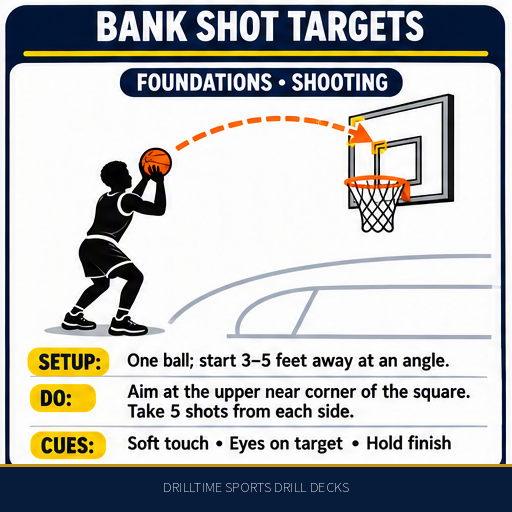 BANK SHOT TARGETS
FOUNDATIONS • SHOOTING
SETUP: One ball; start 3–5 feet away at an angle.
DO: Aim at the upper near corner of the square.
Take 5 shots from each side.
CUES: Soft touch • Eyes on target • Hold finish
DRILLTIME SPORTS DRILL DECKS